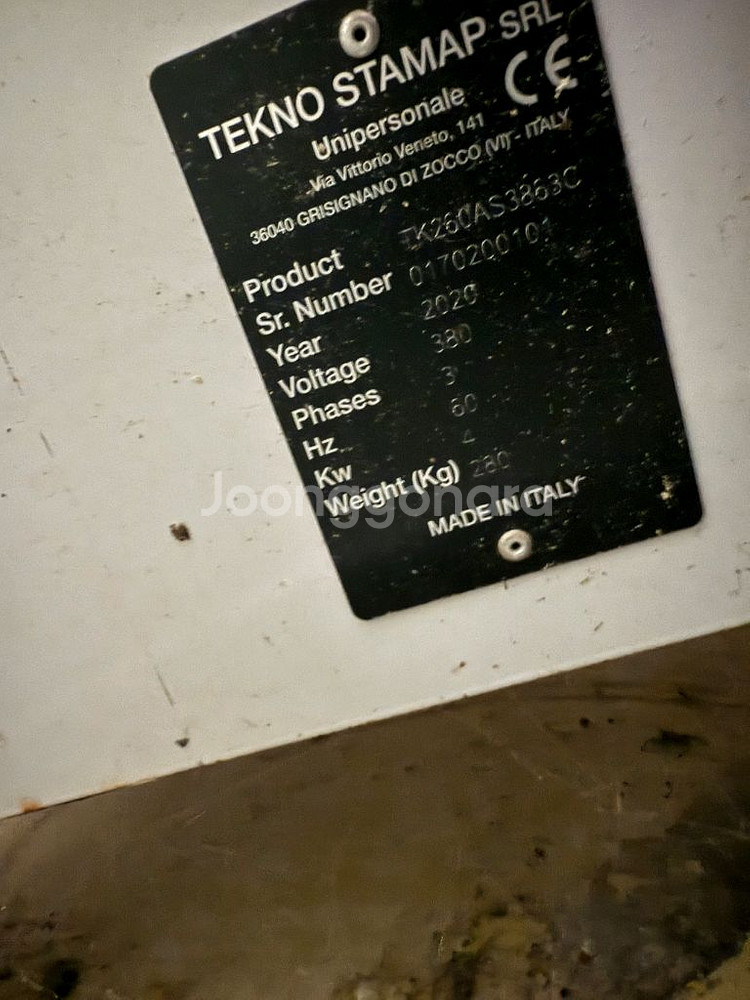 TEKNO STAMAP SRL
CE
Unipersonale
Via Vittorio Veneto, 141
36040 GRISIGNANO DI ZOCCO (VI) - ITALY
Product TK260AS3863C
Sr. Number 0170200101
Year 2020
Voltage 380
Phases 3
Hz 60
Kw 4
Weight (Kg) 280
MADE IN ITALY
Joonggonara